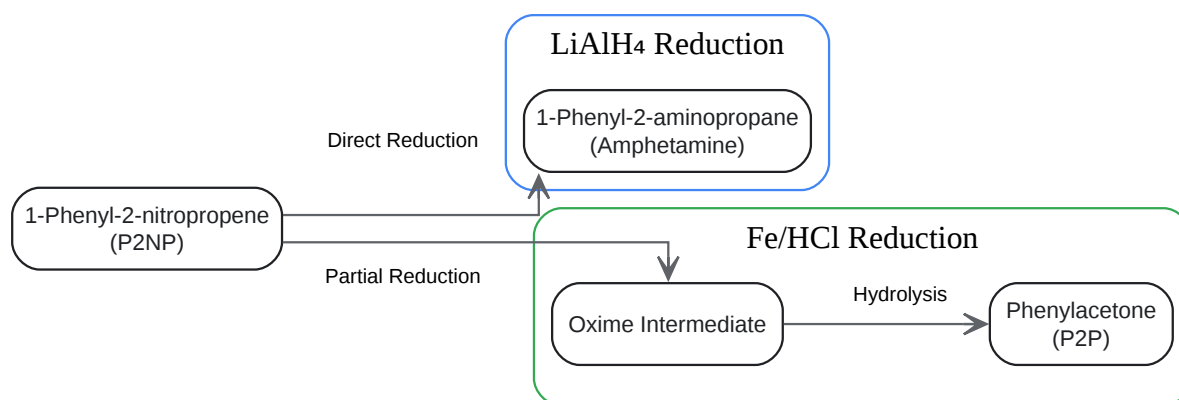 LiAlH₄ Reduction
1-Phenyl-2-aminopropane
(Amphetamine)
Direct Reduction
1-Phenyl-2-nitropropene
(P2NP)
Partial Reduction
Fe/HCl Reduction
Oxime Intermediate
Hydrolysis
Phenylacetone
(P2P)